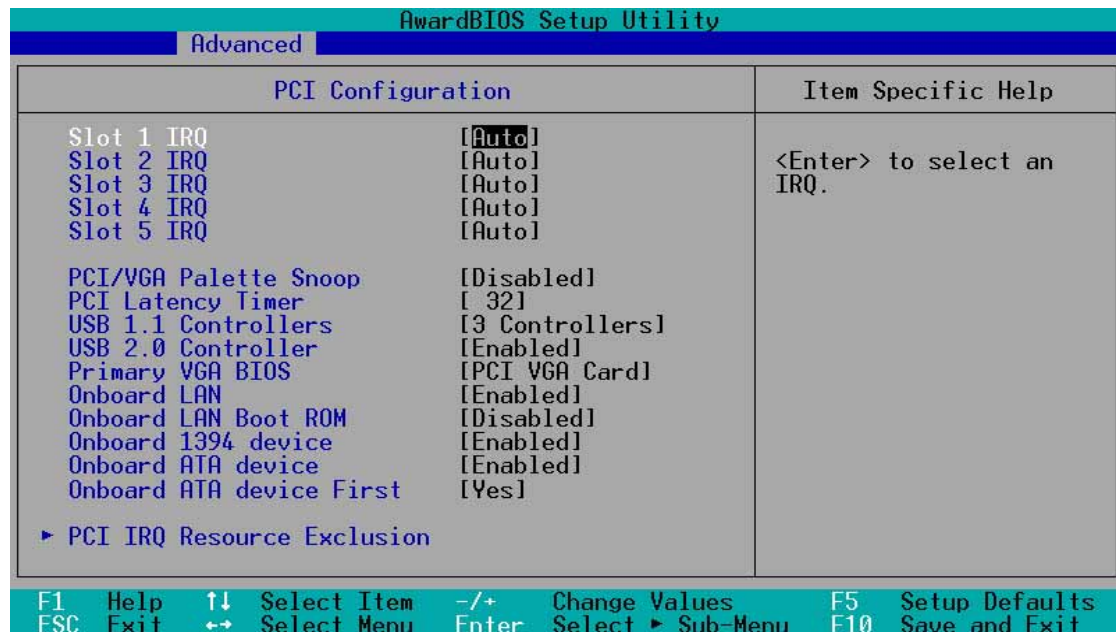 AwardBIOS Setup Utility
Advanced
PCI Configuration
Item Specific Help
Slot 1 IRQ [Auto]
Slot 2 IRQ [Auto]
Slot 3 IRQ [Auto]
Slot 4 IRQ [Auto]
Slot 5 IRQ [Auto]
<Enter> to select an
IRQ.
PCI/VGA Palette Snoop [Disabled]
PCI Latency Timer [ 32]
USB 1.1 Controllers [3 Controllers]
USB 2.0 Controller [Enabled]
Primary VGA BIOS [PCI VGA Card]
Onboard LAN [Enabled]
Onboard LAN Boot ROM [Disabled]
Onboard 1394 device [Enabled]
Onboard ATA device [Enabled]
Onboard ATA device First [Yes]
► PCI IRQ Resource Exclusion
F1 Help ↑↓ Select Item -/+ Change Values F5 Setup Defaults
ESC Exit ←→ Select Menu Enter Select ► Sub-Menu F10 Save and Exit